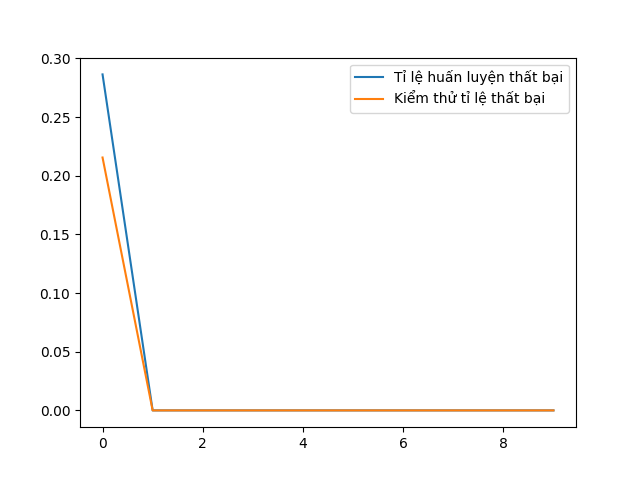 0.30
Tỉ lệ huấn luyện thất bại
Kiểm thử tỉ lệ thất bại
0.25
0.20
0.15
0.10
0.05
0.00
0 2 4 6 8